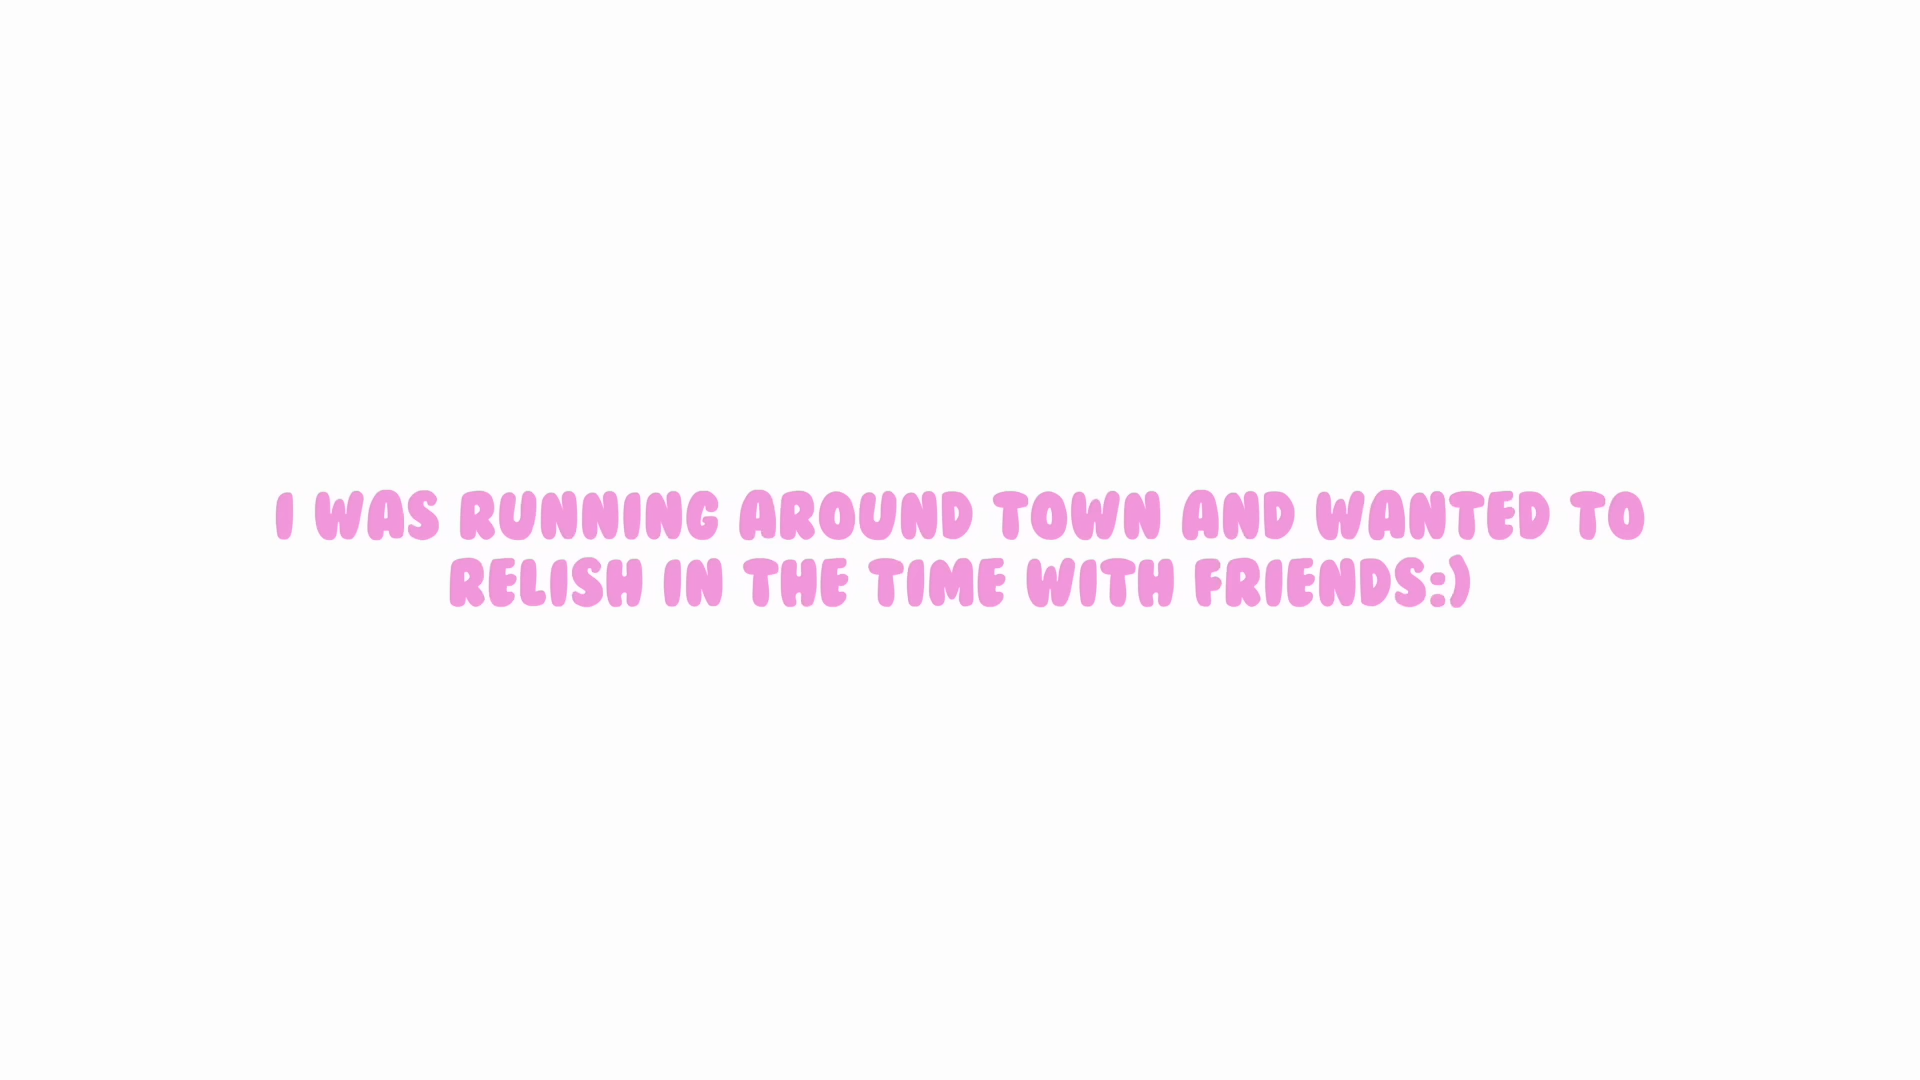 I WAS RUNNING AROUND TOWN AND WANTED TO
RELISH IN THE TIME WITH FRIENDS:)